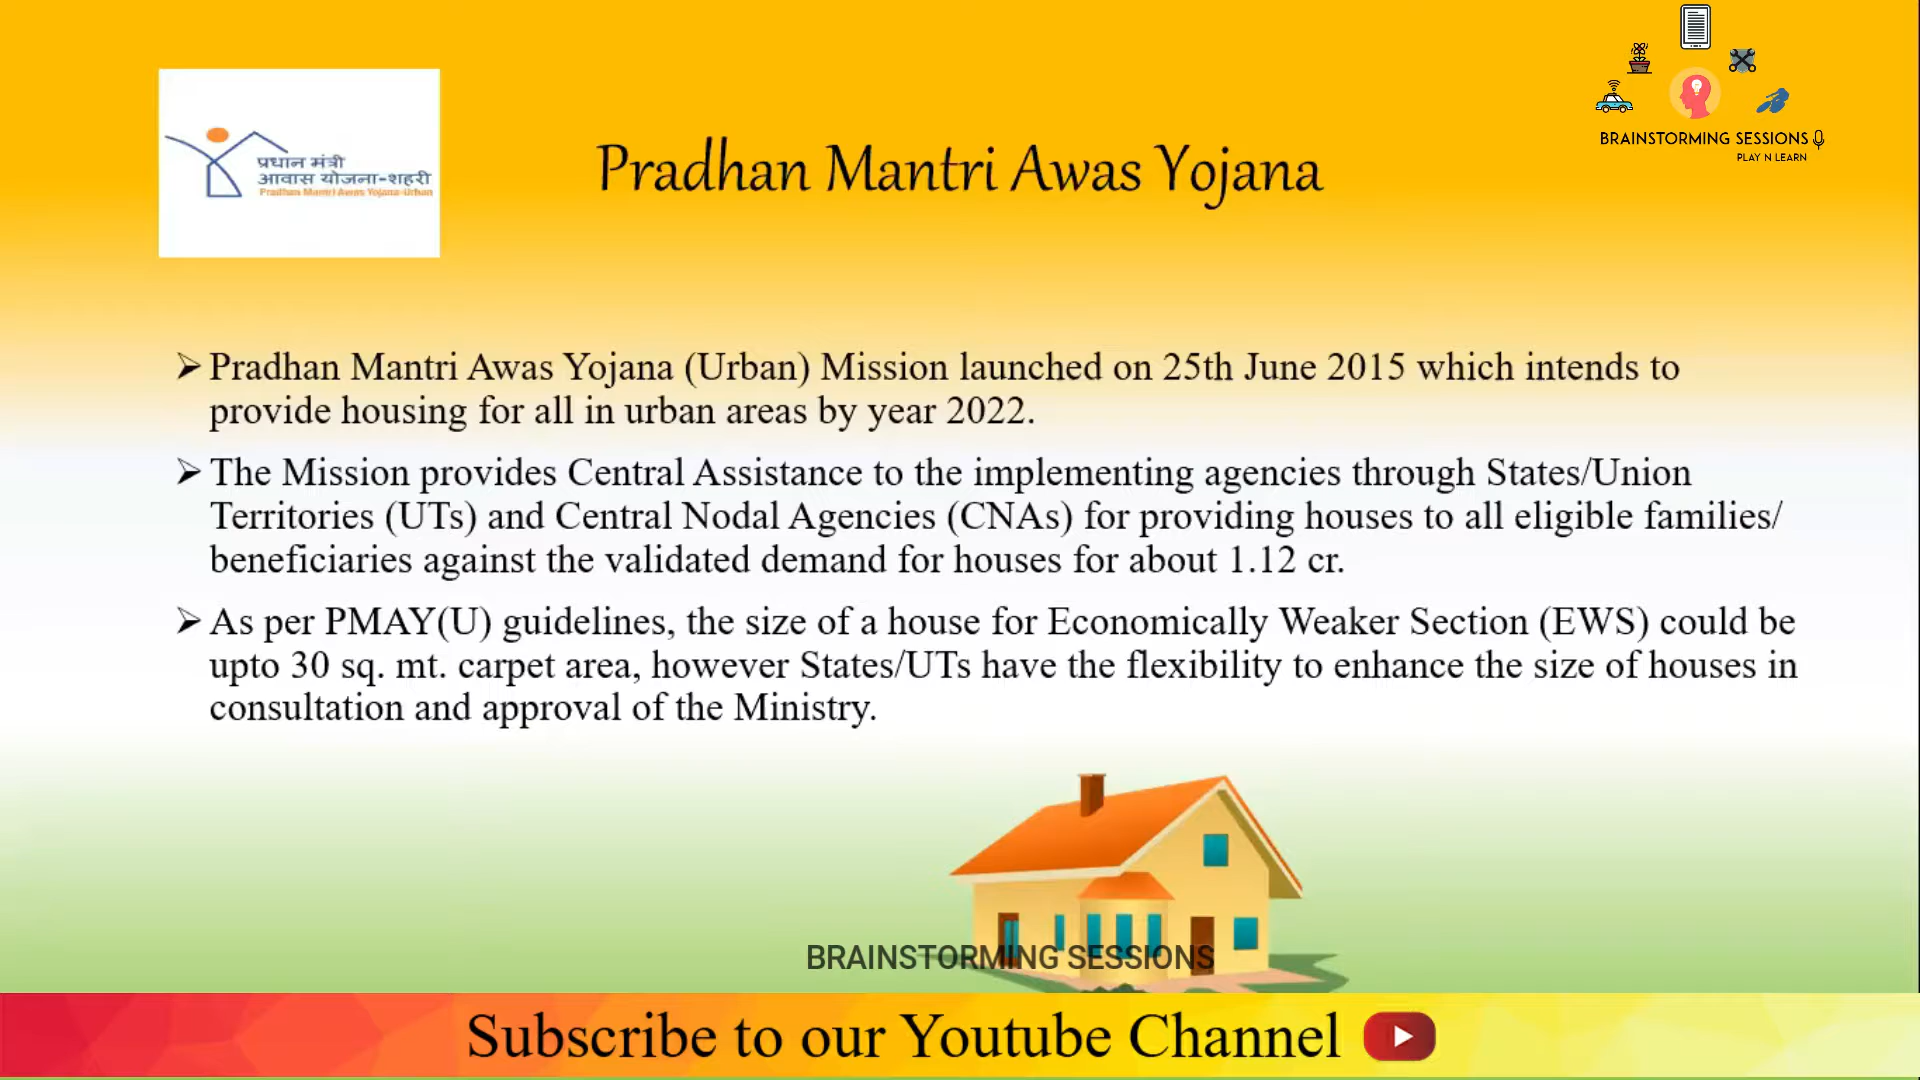 BRAINSTORMING SESSIONS
PLAY N LEARN
प्रधान मंत्री
आवास योजना-शहरी
Pradhan Mantri Awas Yojana-Urban
Pradhan Mantri Awas Yojana
Pradhan Mantri Awas Yojana (Urban) Mission launched on 25th June 2015 which intends to
provide housing for all in urban areas by year 2022.
The Mission provides Central Assistance to the implementing agencies through States/Union
Territories (UTs) and Central Nodal Agencies (CNAs) for providing houses to all eligible families/
beneficiaries against the validated demand for houses for about 1.12 cr.
As per PMAY(U) guidelines, the size of a house for Economically Weaker Section (EWS) could be
upto 30 sq. mt. carpet area, however States/UTs have the flexibility to enhance the size of houses in
consultation and approval of the Ministry.
BRAINSTORMING SESSIONS
Subscribe to our Youtube Channel